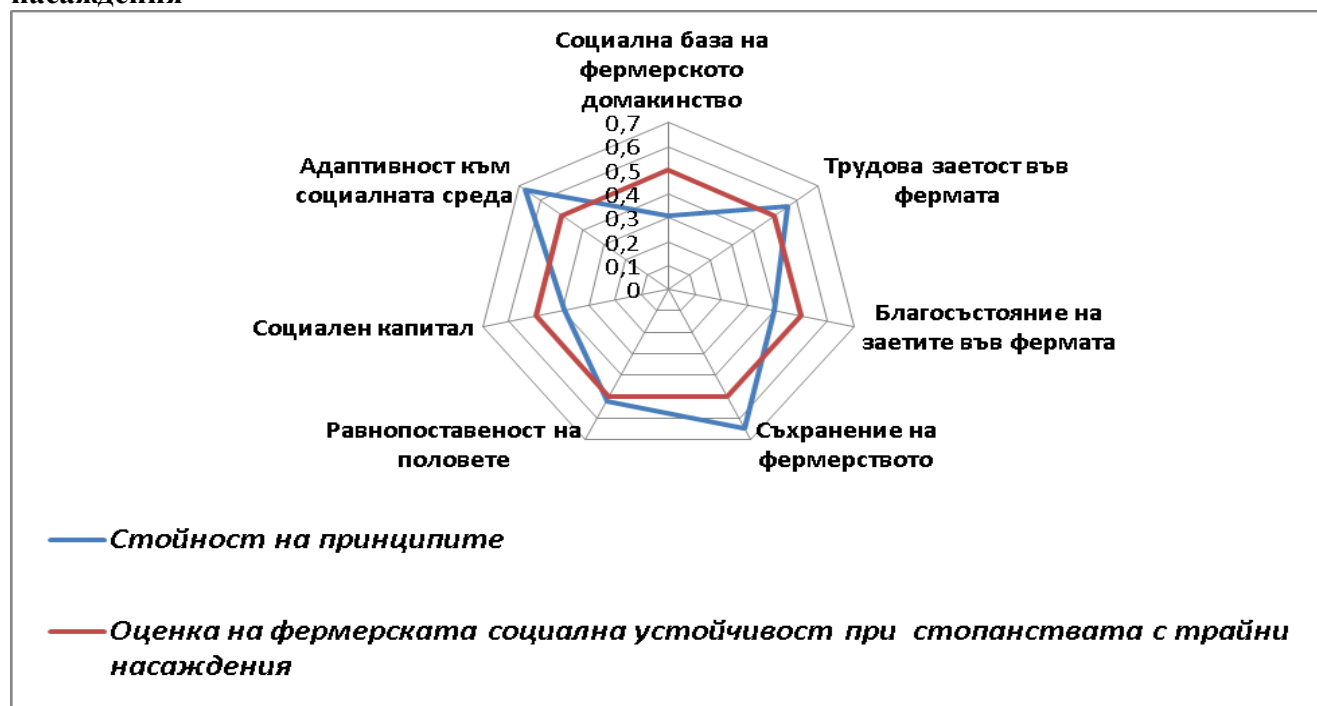 насаждения
Социална база на
фермерското
домакинство
0,7
0,6
0,5
0,4
0,3
0,2
0,1
0
Адаптивност към
социалната среда
Трудова заетост във
фермата
Социален капитал
Благосъстояние на
заетите във фермата
Равнопоставеност на
половете
Съхранение на
фермерството
Стойност на принципите
Оценка на фермерската социална устойчивост при стопанствата с трайни
насаждения